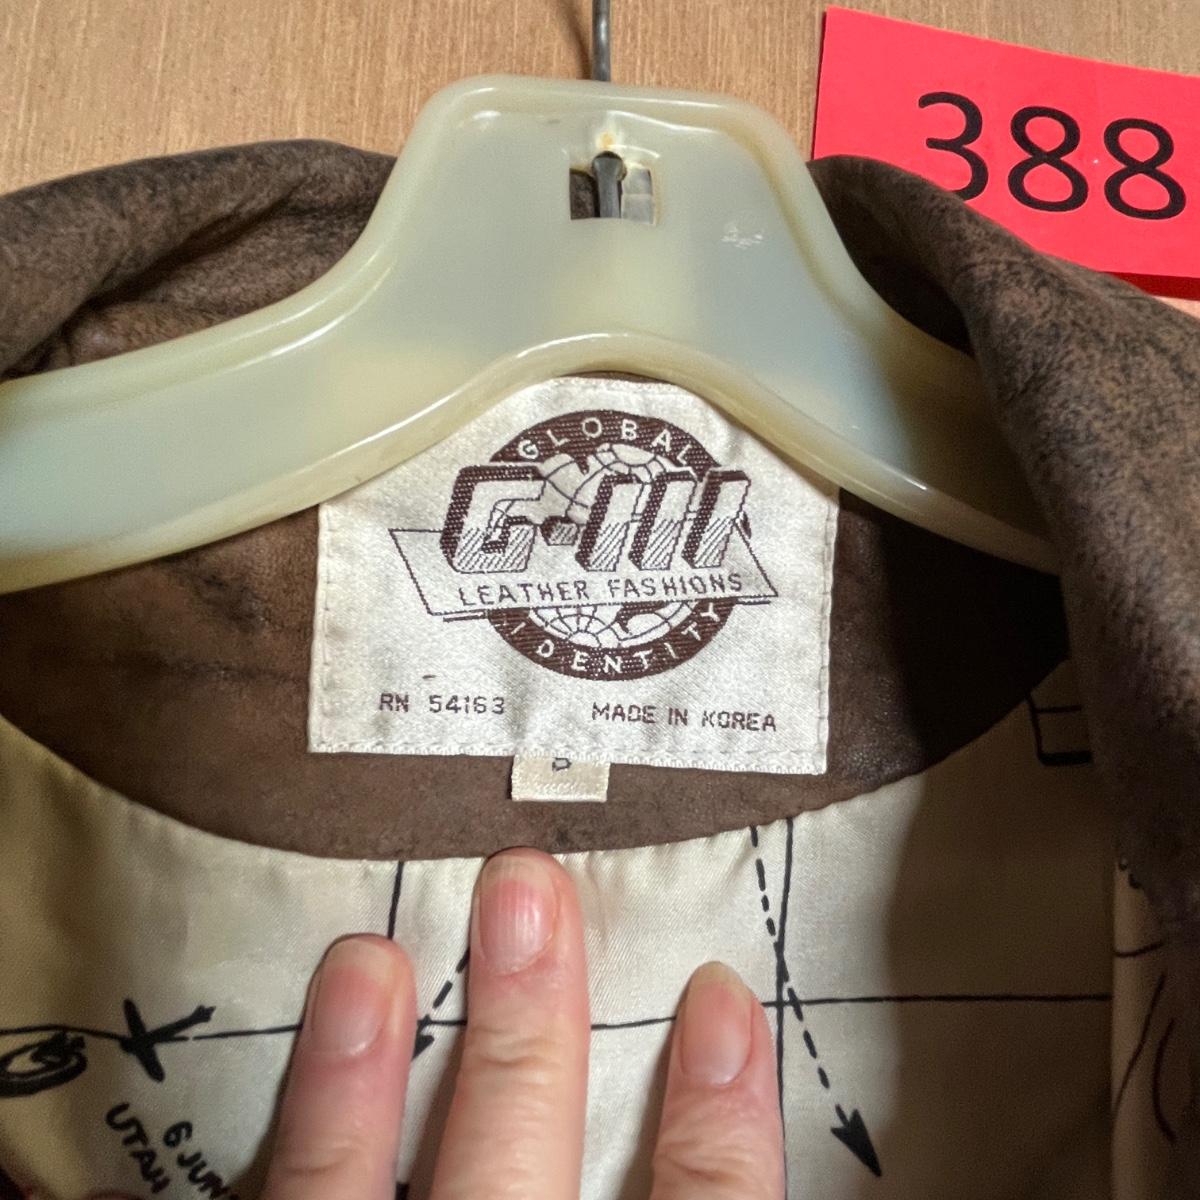 388
GLOBAL
G-III
LEATHER FASHIONS
IDENTITY
RN 54163
MADE IN KOREA
6 JUN
UTAH